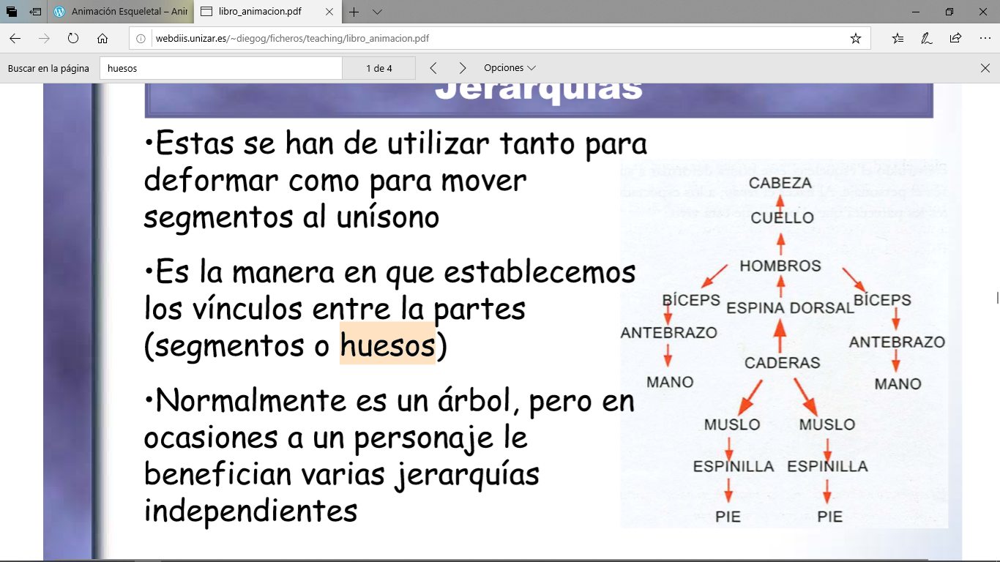 Animación Esqueletal – Anir
libro_animacion.pdf
webdiis.unizar.es/~diegog/ficheros/teaching/libro_animacion.pdf
Buscar en la página
huesos
1 de 4
Opciones
Jerarquías
•Estas se han de utilizar tanto para
deformar como para mover
segmentos al unísono
•Es la manera en que establecemos
los vínculos entre la partes
(segmentos o huesos)
•Normalmente es un árbol, pero en
ocasiones a un personaje le
benefician varias jerarquías
independientes
CABEZA
CUELLO
HOMBROS
BÍCEPS
ESPINA DORSAL
BÍCEPS
ANTEBRAZO
ANTEBRAZO
CADERAS
MANO
MANO
MUSLO
MUSLO
ESPINILLA
ESPINILLA
PIE
PIE